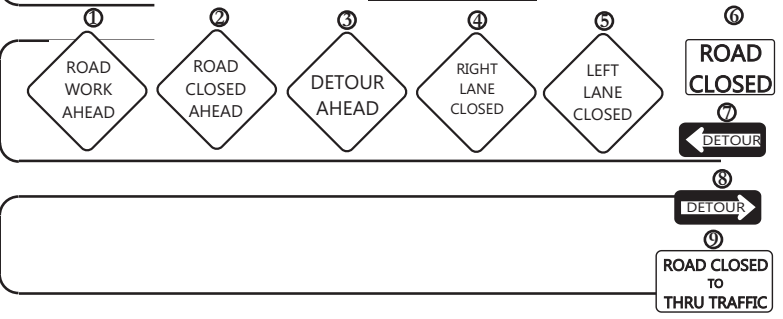 ①
②
③
④
⑤
⑥
ROAD
WORK
AHEAD
ROAD
CLOSED
AHEAD
DETOUR
AHEAD
RIGHT
LANE
CLOSED
LEFT
LANE
CLOSED
ROAD
CLOSED
⑦
DETOUR
⑧
DETOUR
⑨
ROAD CLOSED
TO
THRU TRAFFIC